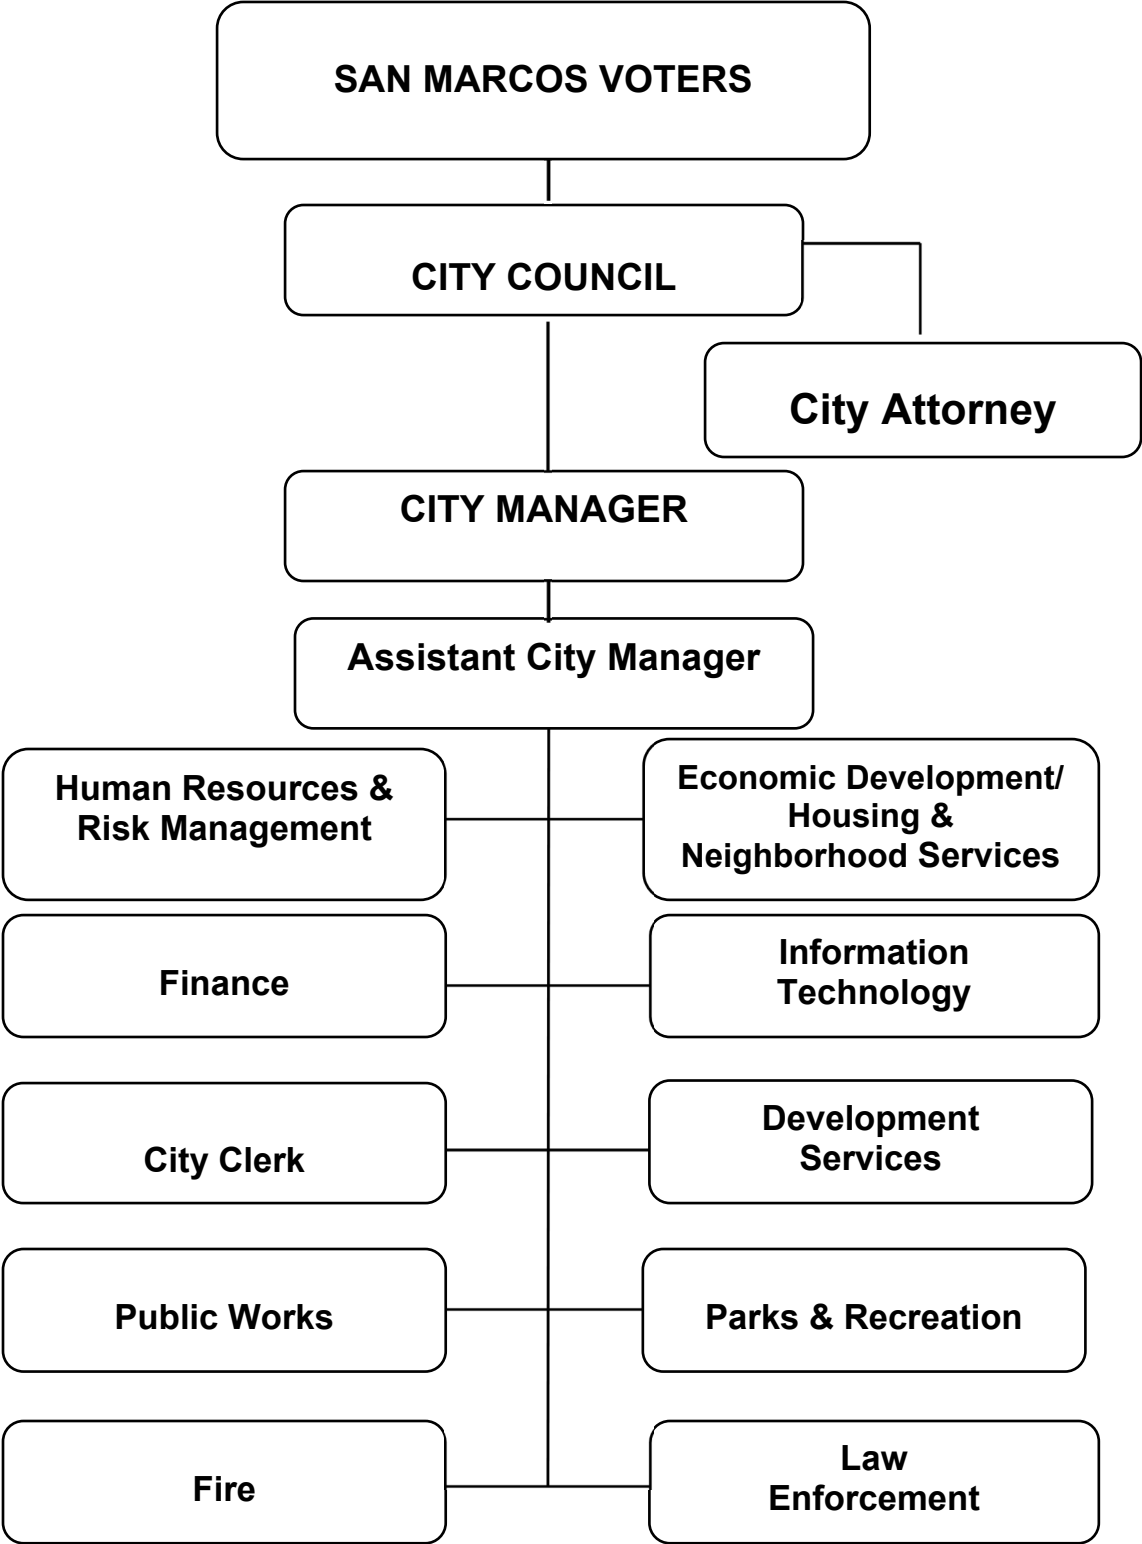 SAN MARCOS VOTERS
CITY COUNCIL
City Attorney
CITY MANAGER
Assistant City Manager
Human Resources &
Risk Management
Economic Development/
Housing &
Neighborhood Services
Finance
Information
Technology
City Clerk
Development
Services
Public Works
Parks & Recreation
Fire
Law
Enforcement